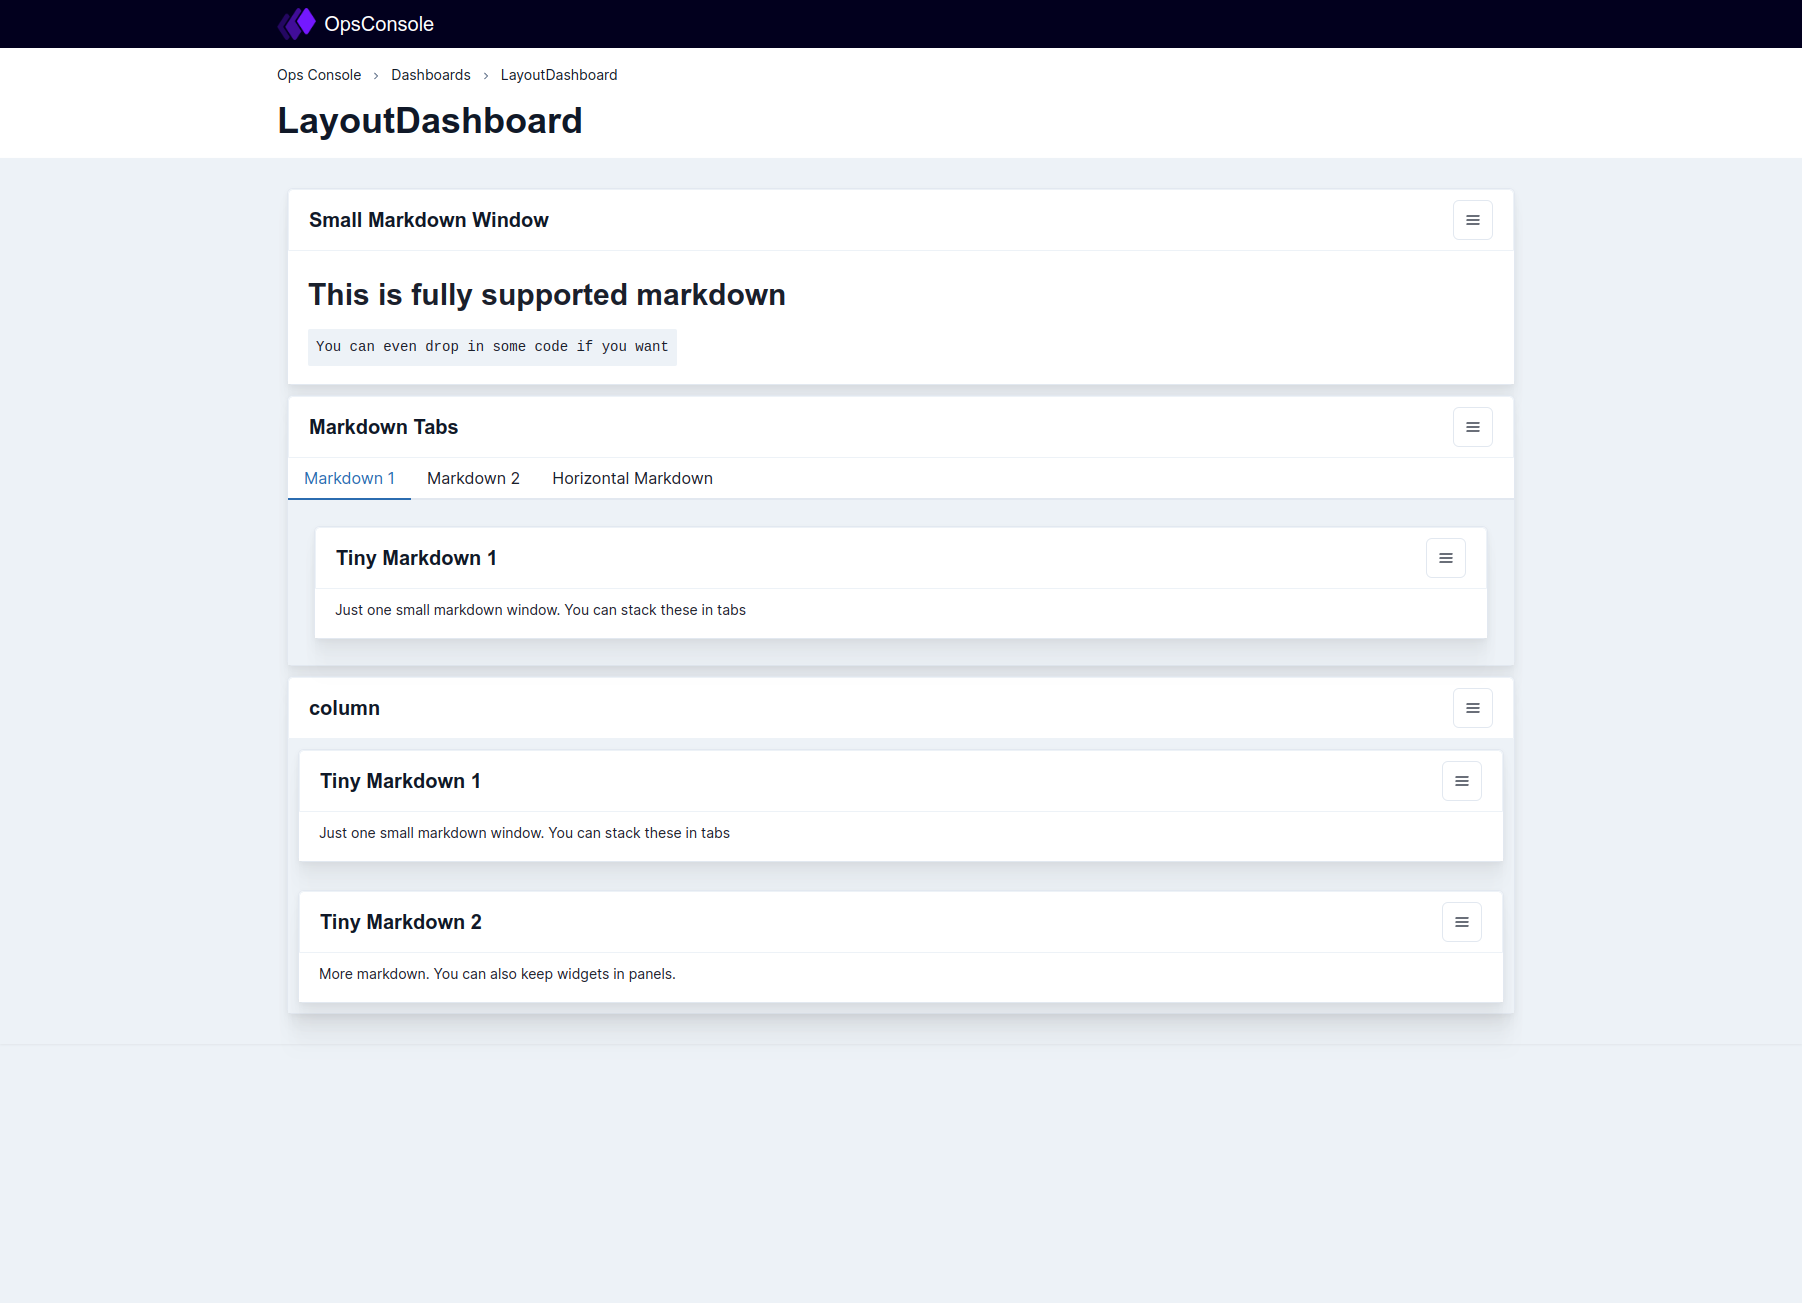 OpsConsole
Ops Console › Dashboards › LayoutDashboard
LayoutDashboard
Small Markdown Window
This is fully supported markdown
You can even drop in some code if you want
Markdown Tabs
Markdown 1 Markdown 2 Horizontal Markdown
Tiny Markdown 1
Just one small markdown window. You can stack these in tabs
column
Tiny Markdown 1
Just one small markdown window. You can stack these in tabs
Tiny Markdown 2
More markdown. You can also keep widgets in panels.